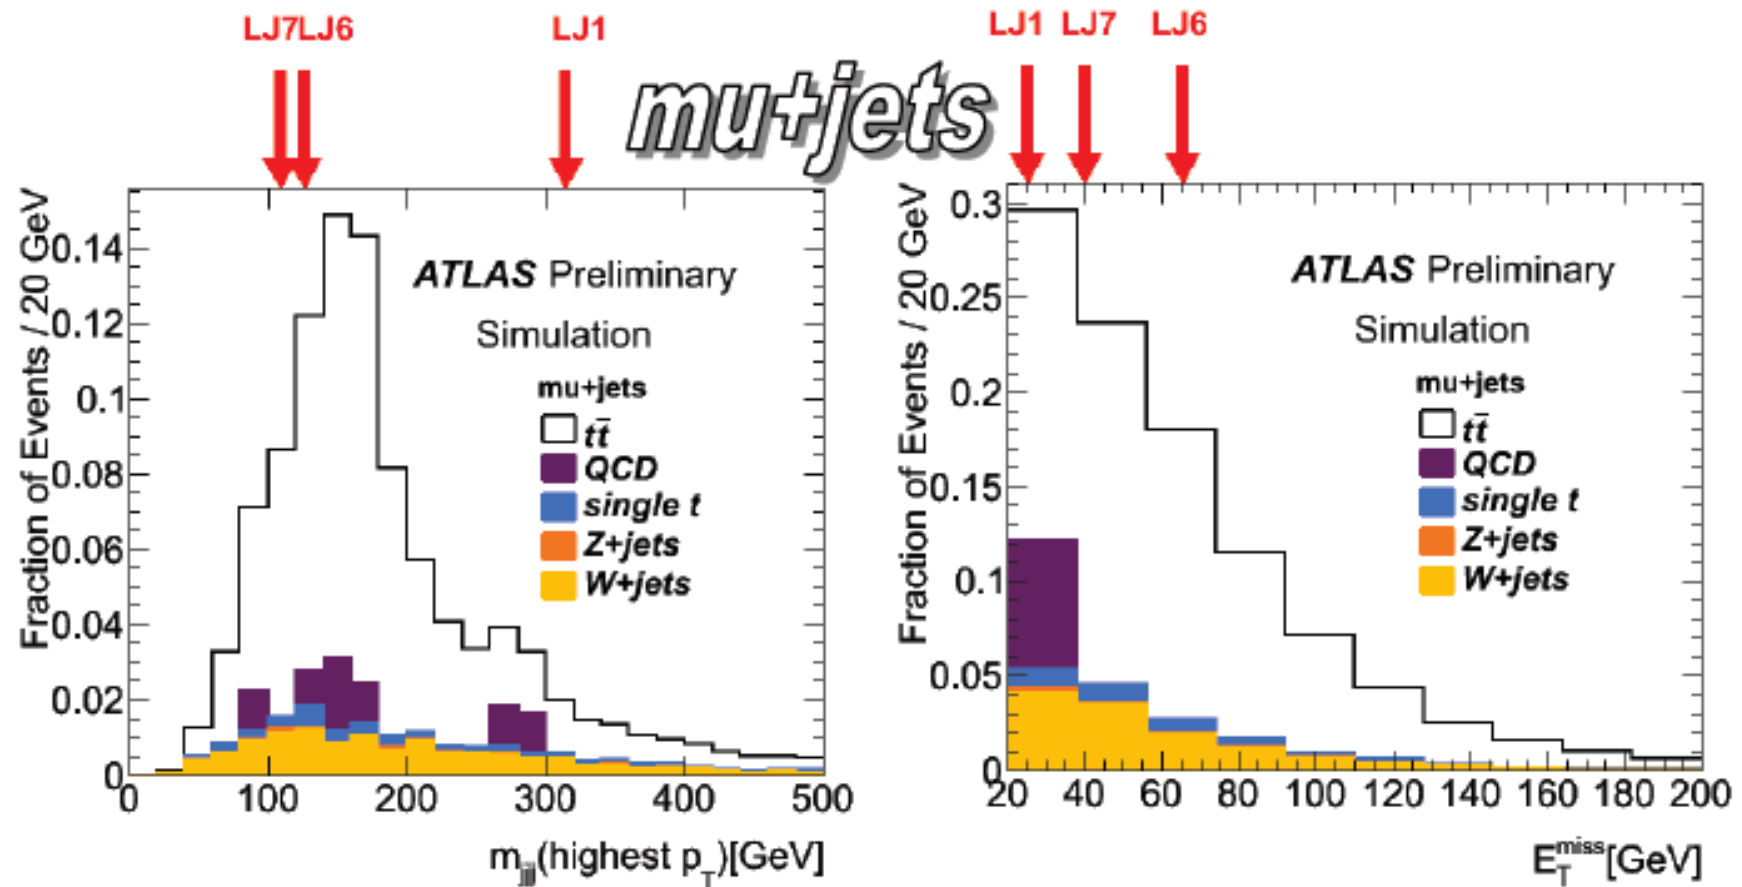 LJ7LJ6 LJ1
LJ1 LJ7 LJ6
mu+jets
Fraction of Events / 20 GeV
0.14
0.12
0.1
0.08
0.06
0.04
0.02
0
ATLAS Preliminary
Simulation
mu+jets
tt̄
QCD
single t
Z+jets
W+jets
0 100 200 300 400 500
m_jjj(highest p_T)[GeV]
Fraction of Events / 20 GeV
0.3
0.25
0.2
0.15
0.1
0.05
0
ATLAS Preliminary
Simulation
mu+jets
tt̄
QCD
single t
Z+jets
W+jets
20 40 60 80 100 120 140 160 180 200
E_T^miss[GeV]